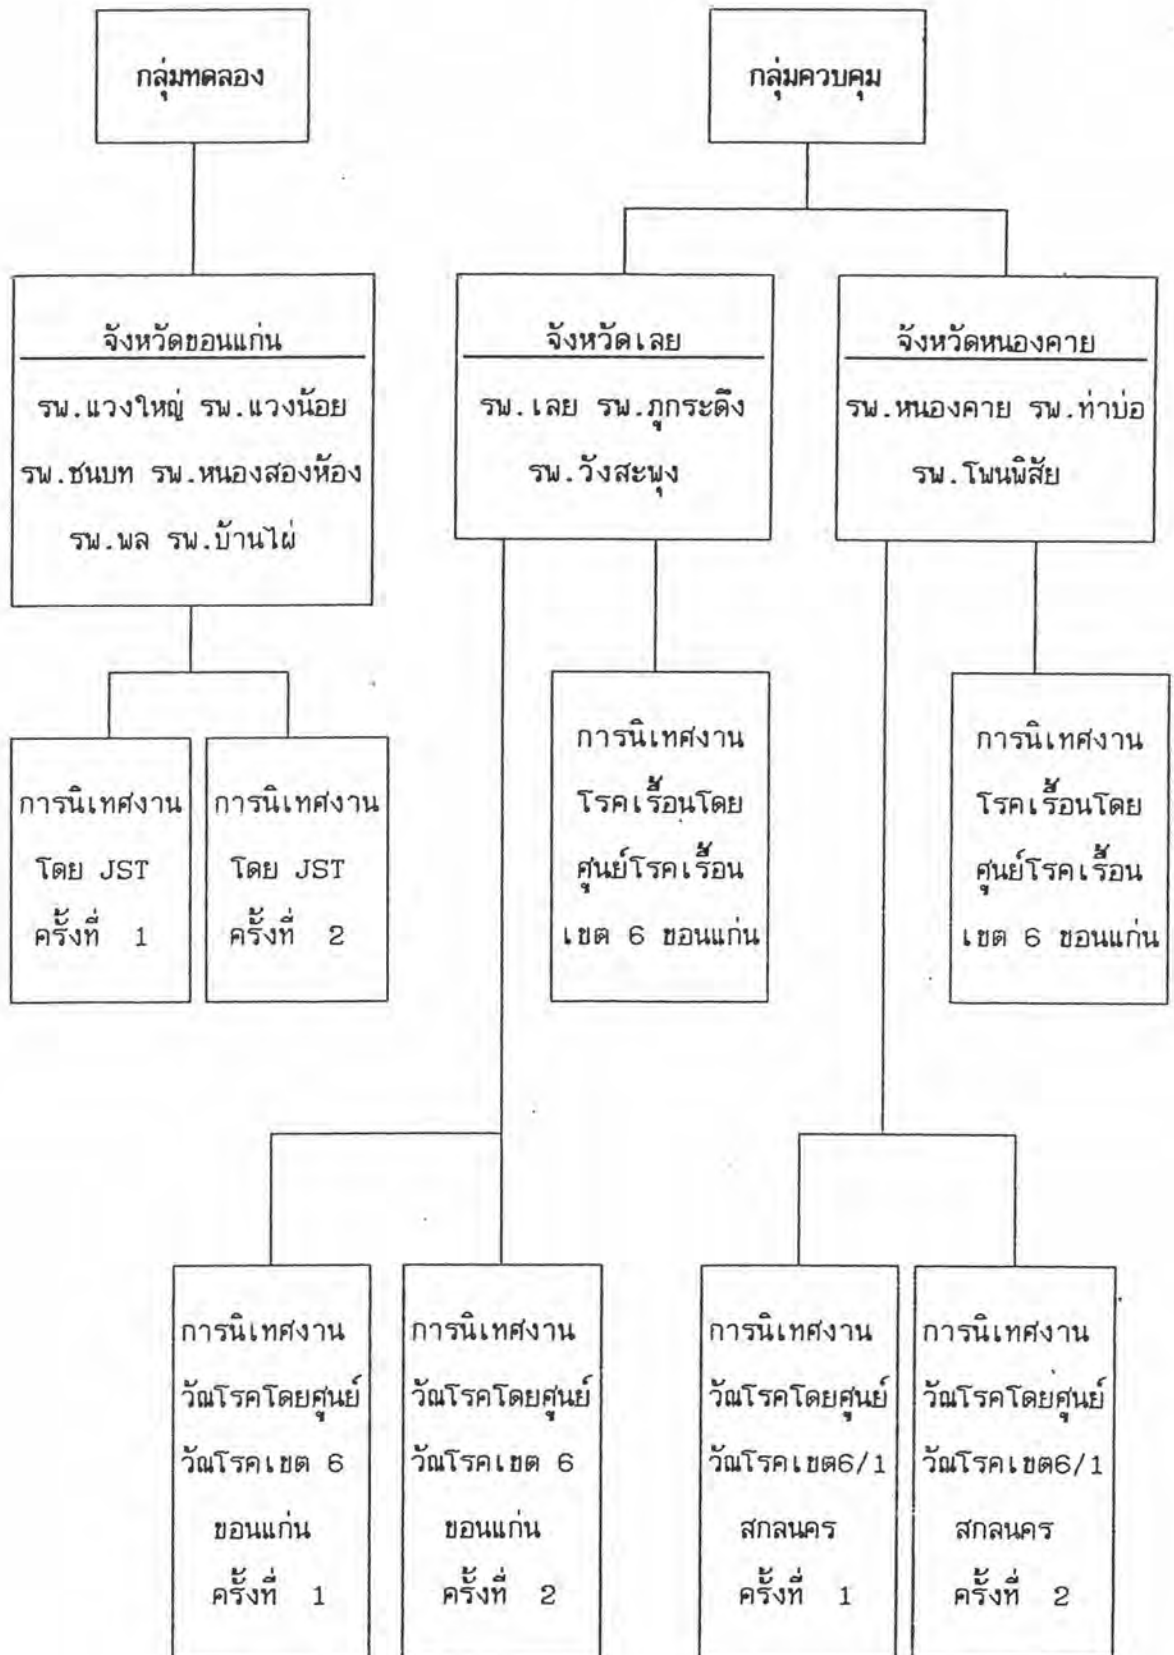 กลุ่มทดลอง
กลุ่มควบคุม
จังหวัดขอนแก่น
รพ.แวงใหญ่ รพ.แวงน้อย
รพ.ชนบท รพ.หนองสองห้อง
รพ.พล รพ.บ้านไผ่
จังหวัดเลย
รพ.เลย รพ.ภูกระดึง
รพ.วังสะพุง
จังหวัดหนองคาย
รพ.หนองคาย รพ.ท่าบ่อ
รพ.โพนพิสัย
การนิเทศงาน
โดย JST
ครั้งที่ 1
การนิเทศงาน
โดย JST
ครั้งที่ 2
การนิเทศงาน
โรคเรื้อนโดย
ศูนย์โรคเรื้อน
เขต 6 ขอนแก่น
การนิเทศงาน
โรคเรื้อนโดย
ศูนย์โรคเรื้อน
เขต 6 ขอนแก่น
การนิเทศงาน
วัณโรคโดยศูนย์
วัณโรคเขต 6
ขอนแก่น
ครั้งที่ 1
การนิเทศงาน
วัณโรคโดยศูนย์
วัณโรคเขต 6
ขอนแก่น
ครั้งที่ 2
การนิเทศงาน
วัณโรคโดยศูนย์
วัณโรคเขต6/1
สกลนคร
ครั้งที่ 1
การนิเทศงาน
วัณโรคโดยศูนย์
วัณโรคเขต6/1
สกลนคร
ครั้งที่ 2